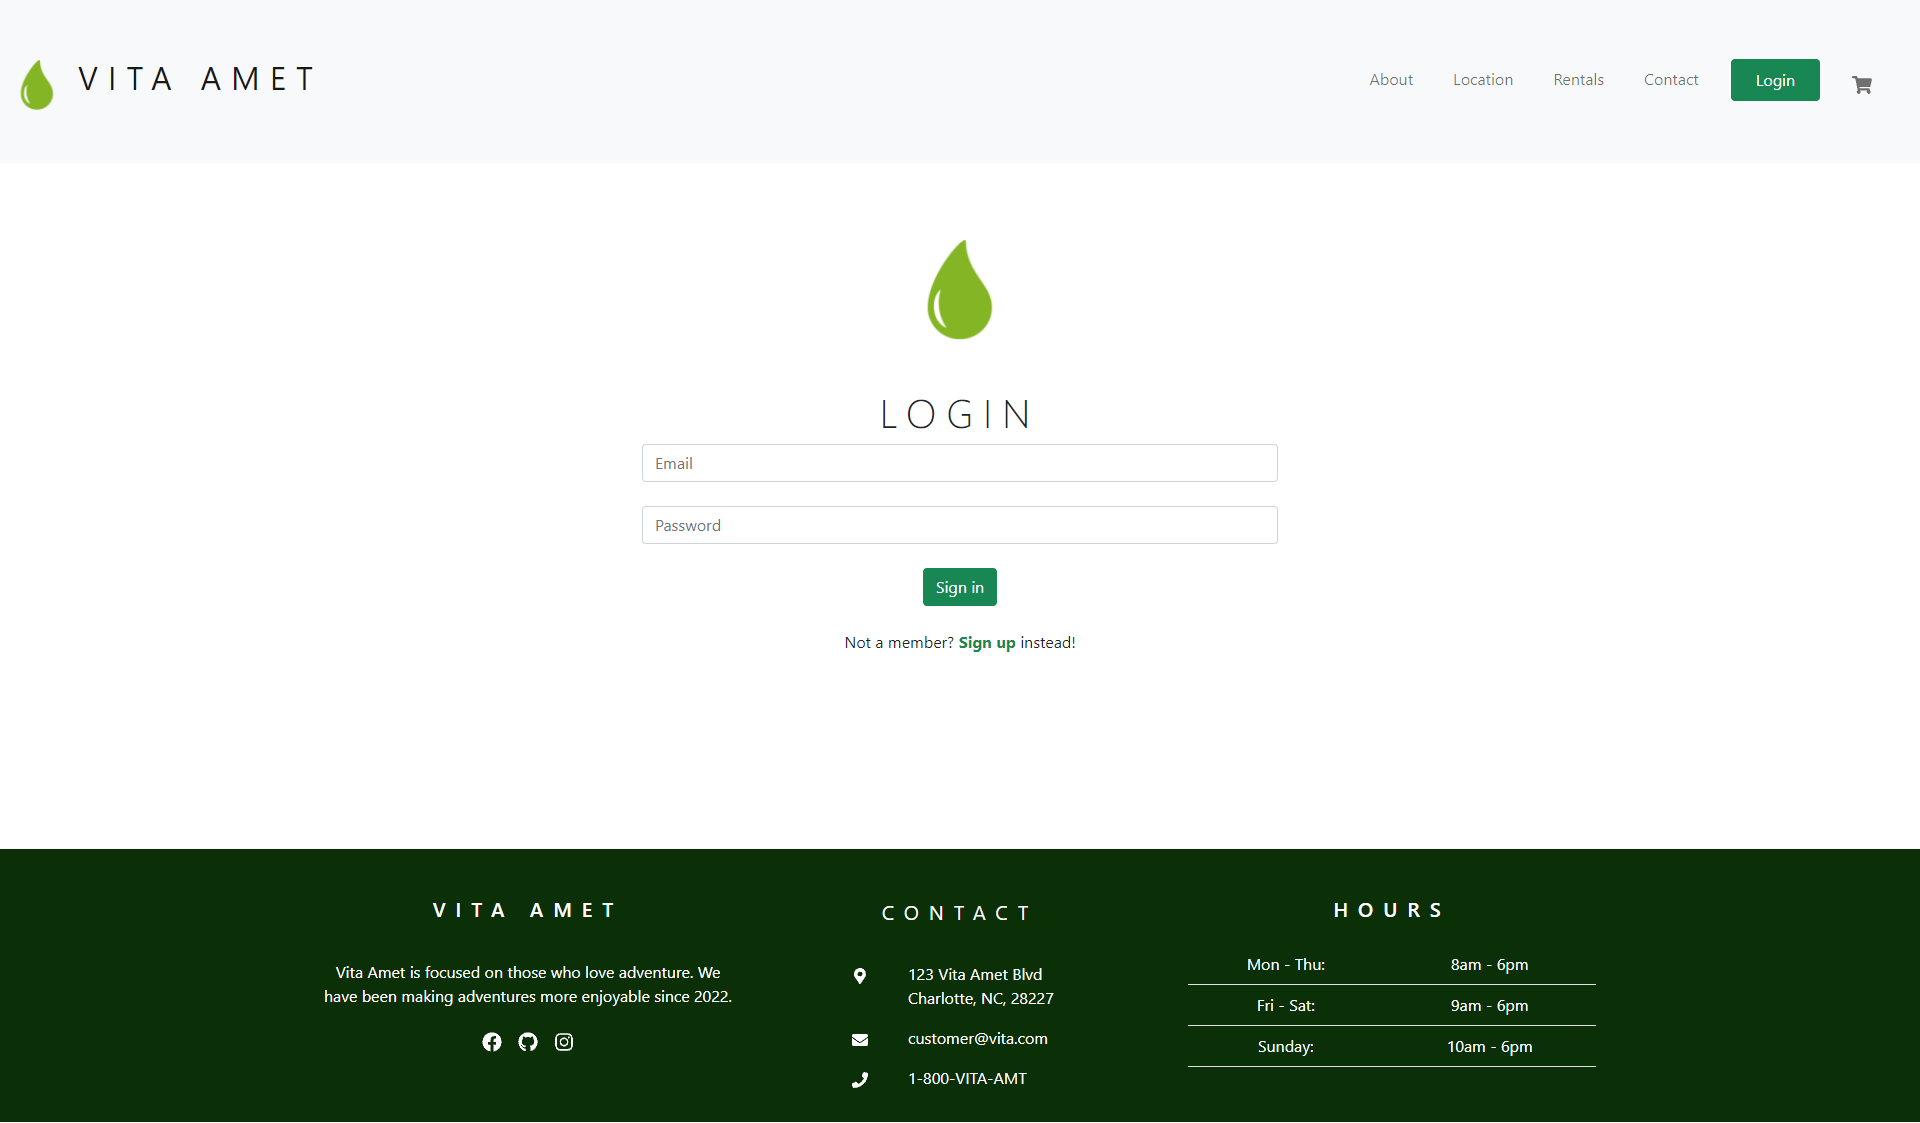 VITA AMET
About
Location
Rentals
Contact
Login
LOGIN
Email
Password
Sign in
Not a member? Sign up instead!
VITA AMET
Vita Amet is focused on those who love adventure. We
have been making adventures more enjoyable since 2022.
CONTACT
123 Vita Amet Blvd
Charlotte, NC, 28227
customer@vita.com
1-800-VITA-AMT
HOURS
Mon - Thu: 8am - 6pm
Fri - Sat: 9am - 6pm
Sunday: 10am - 6pm